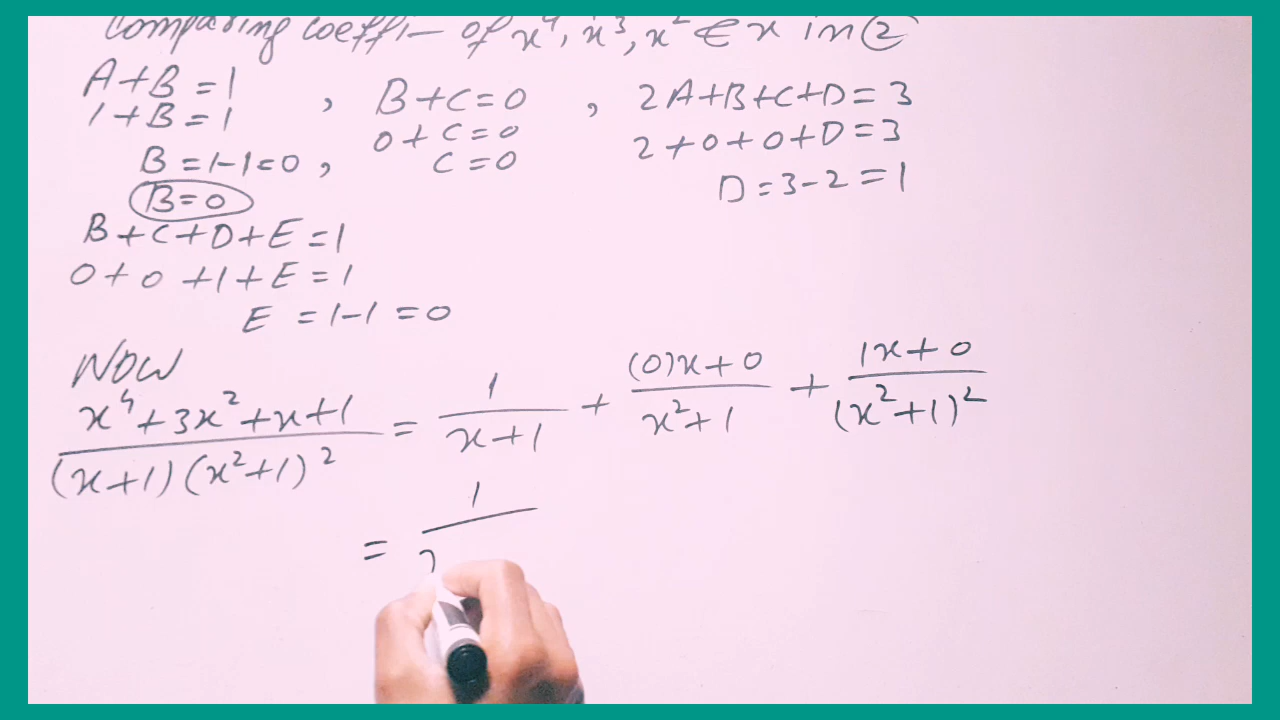 Comparing coeffi- of x⁴, x³, x² & x in (2)
A+B=1 , B+C=0 , 2A+B+C+D=3
1+B=1 0+C=0 2+0+0+D=3
B=1-1=0, C=0 D=3-2=1
B=0
B+C+D+E=1
0+0+1+E=1
E=1-1=0
NOW
x⁴+3x²+x+1/(x+1)(x²+1)² = 1/x+1 + (0)x+0/x²+1 + 1x+0/(x²+1)²
= 1/